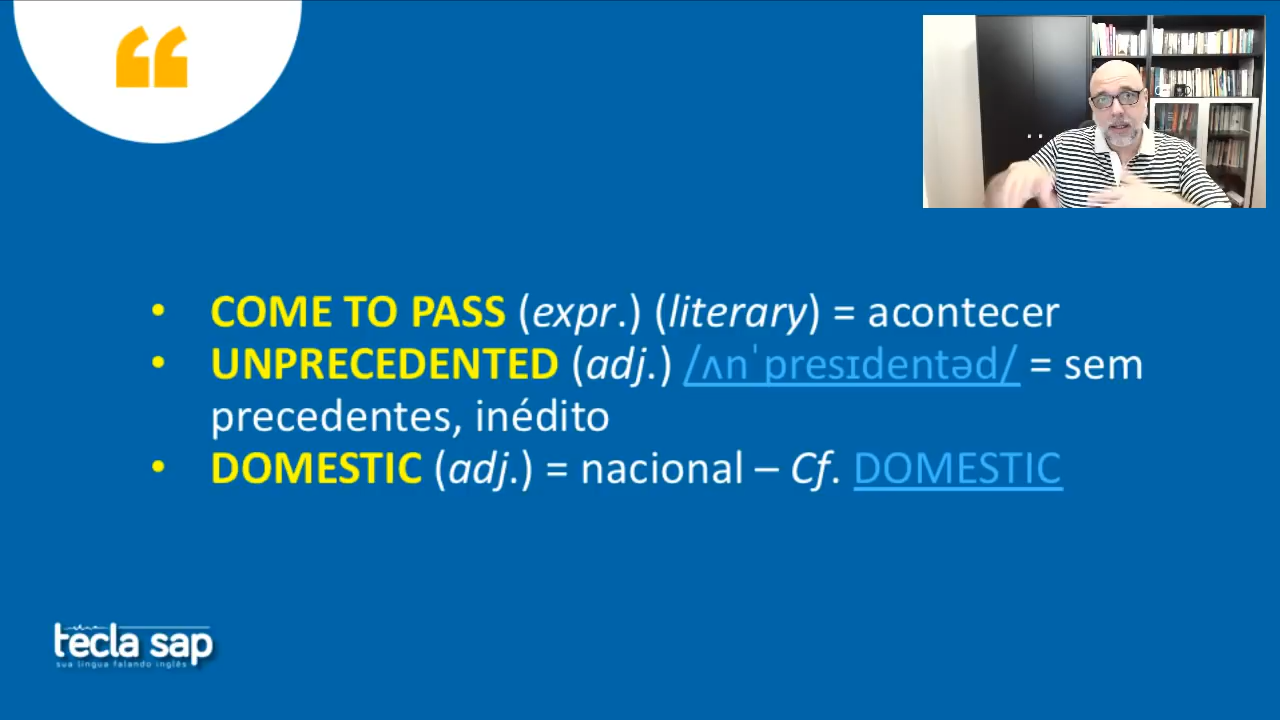 • COME TO PASS (expr.) (literary) = acontecer
• UNPRECEDENTED (adj.) /ʌnˈpresɪdentəd/ = sem
precedentes, inédito
• DOMESTIC (adj.) = nacional – Cf. DOMESTIC
tecla sap
sua língua falando inglês